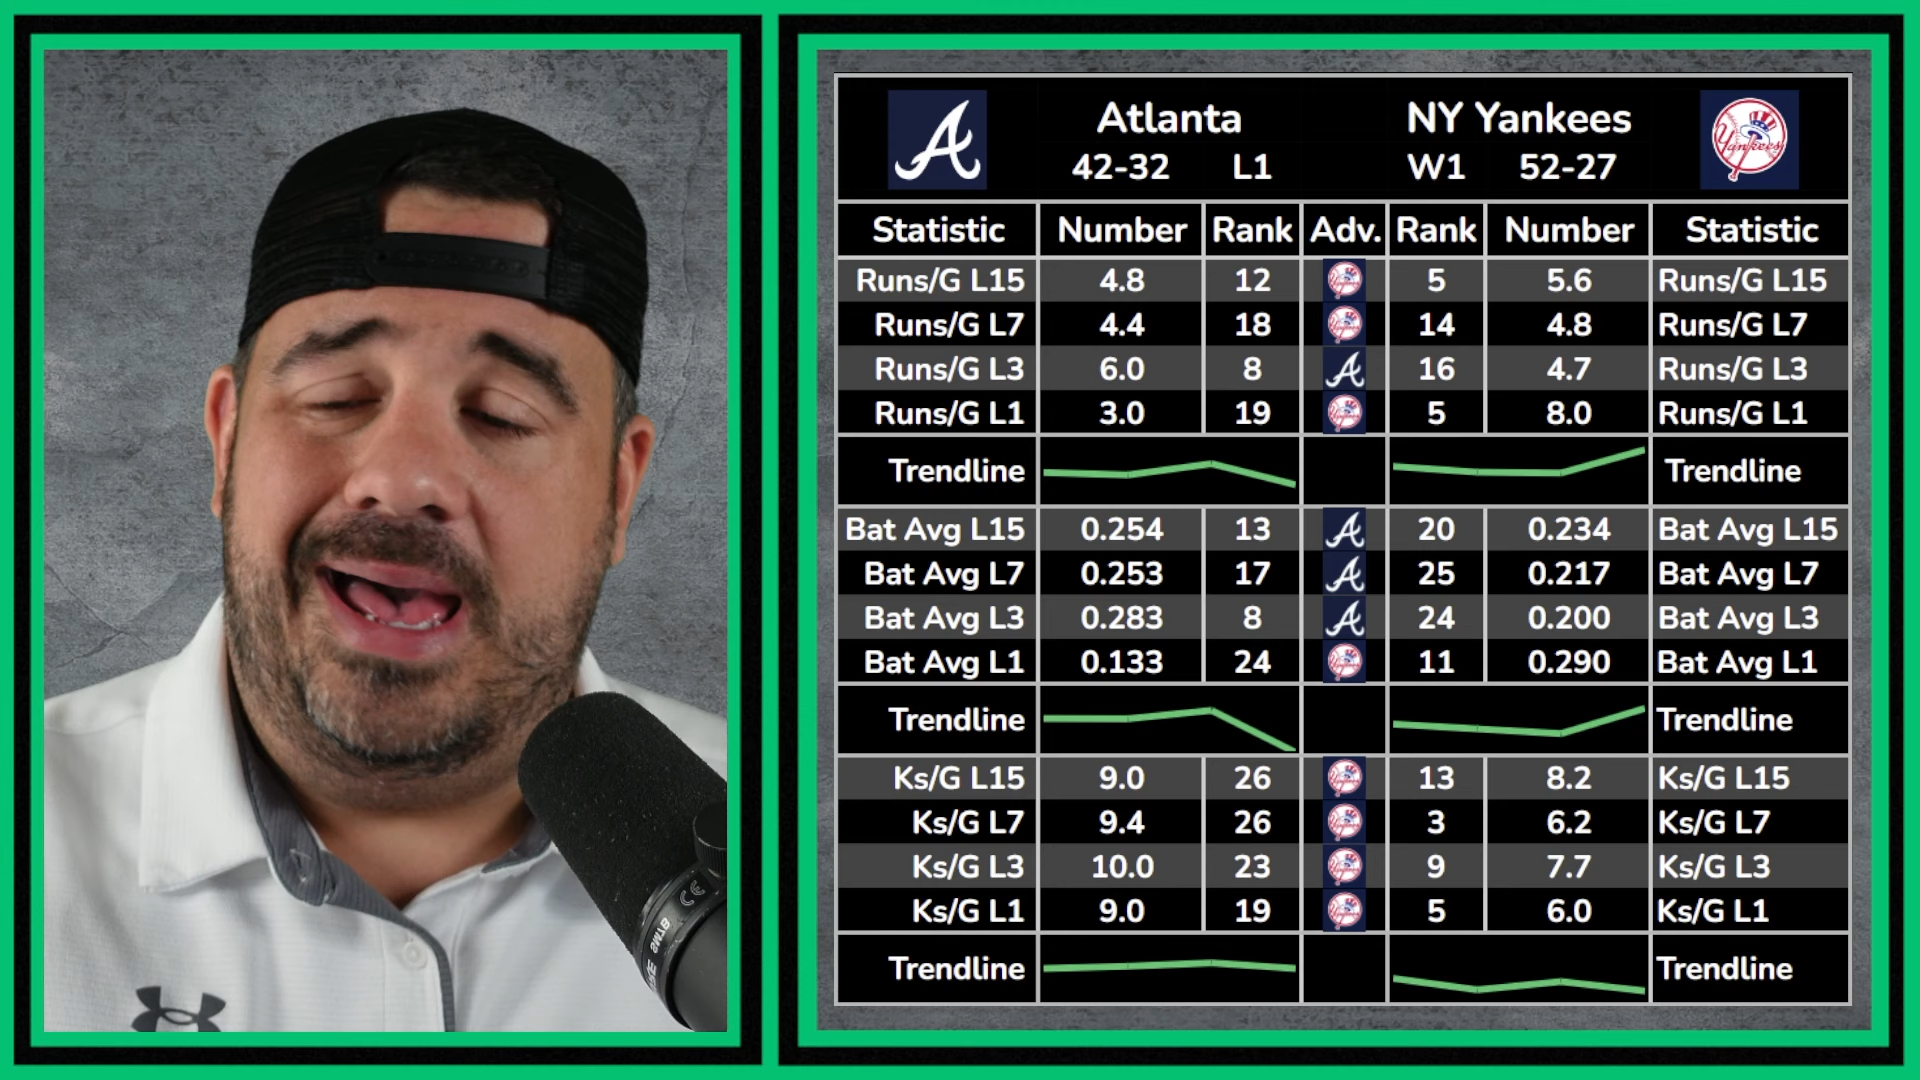 Atlanta
42-32 L1
NY Yankees
W1 52-27
Yankees
Statistic Number Rank Adv. Rank Number Statistic
Runs/G L15 4.8 12 5 5.6 Runs/G L15
Runs/G L7 4.4 18 14 4.8 Runs/G L7
Runs/G L3 6.0 8 A 16 4.7 Runs/G L3
Runs/G L1 3.0 19 5 8.0 Runs/G L1
Trendline Trendline
Bat Avg L15 0.254 13 A 20 0.234 Bat Avg L15
Bat Avg L7 0.253 17 A 25 0.217 Bat Avg L7
Bat Avg L3 0.283 8 A 24 0.200 Bat Avg L3
Bat Avg L1 0.133 24 11 0.290 Bat Avg L1
Trendline Trendline
Ks/G L15 9.0 26 13 8.2 Ks/G L15
Ks/G L7 9.4 26 3 6.2 Ks/G L7
Ks/G L3 10.0 23 9 7.7 Ks/G L3
Ks/G L1 9.0 19 5 6.0 Ks/G L1
Trendline Trendline
CE